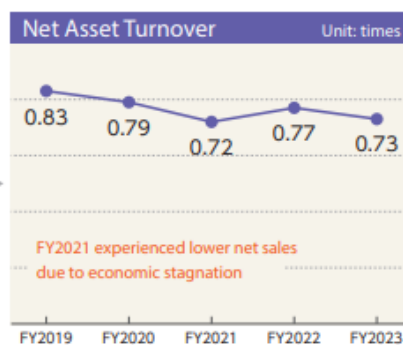 Net Asset Turnover Unit: times
0.83 0.79 0.72 0.77 0.73
FY2021 experienced lower net sales
due to economic stagnation
FY2019 FY2020 FY2021 FY2022 FY2023